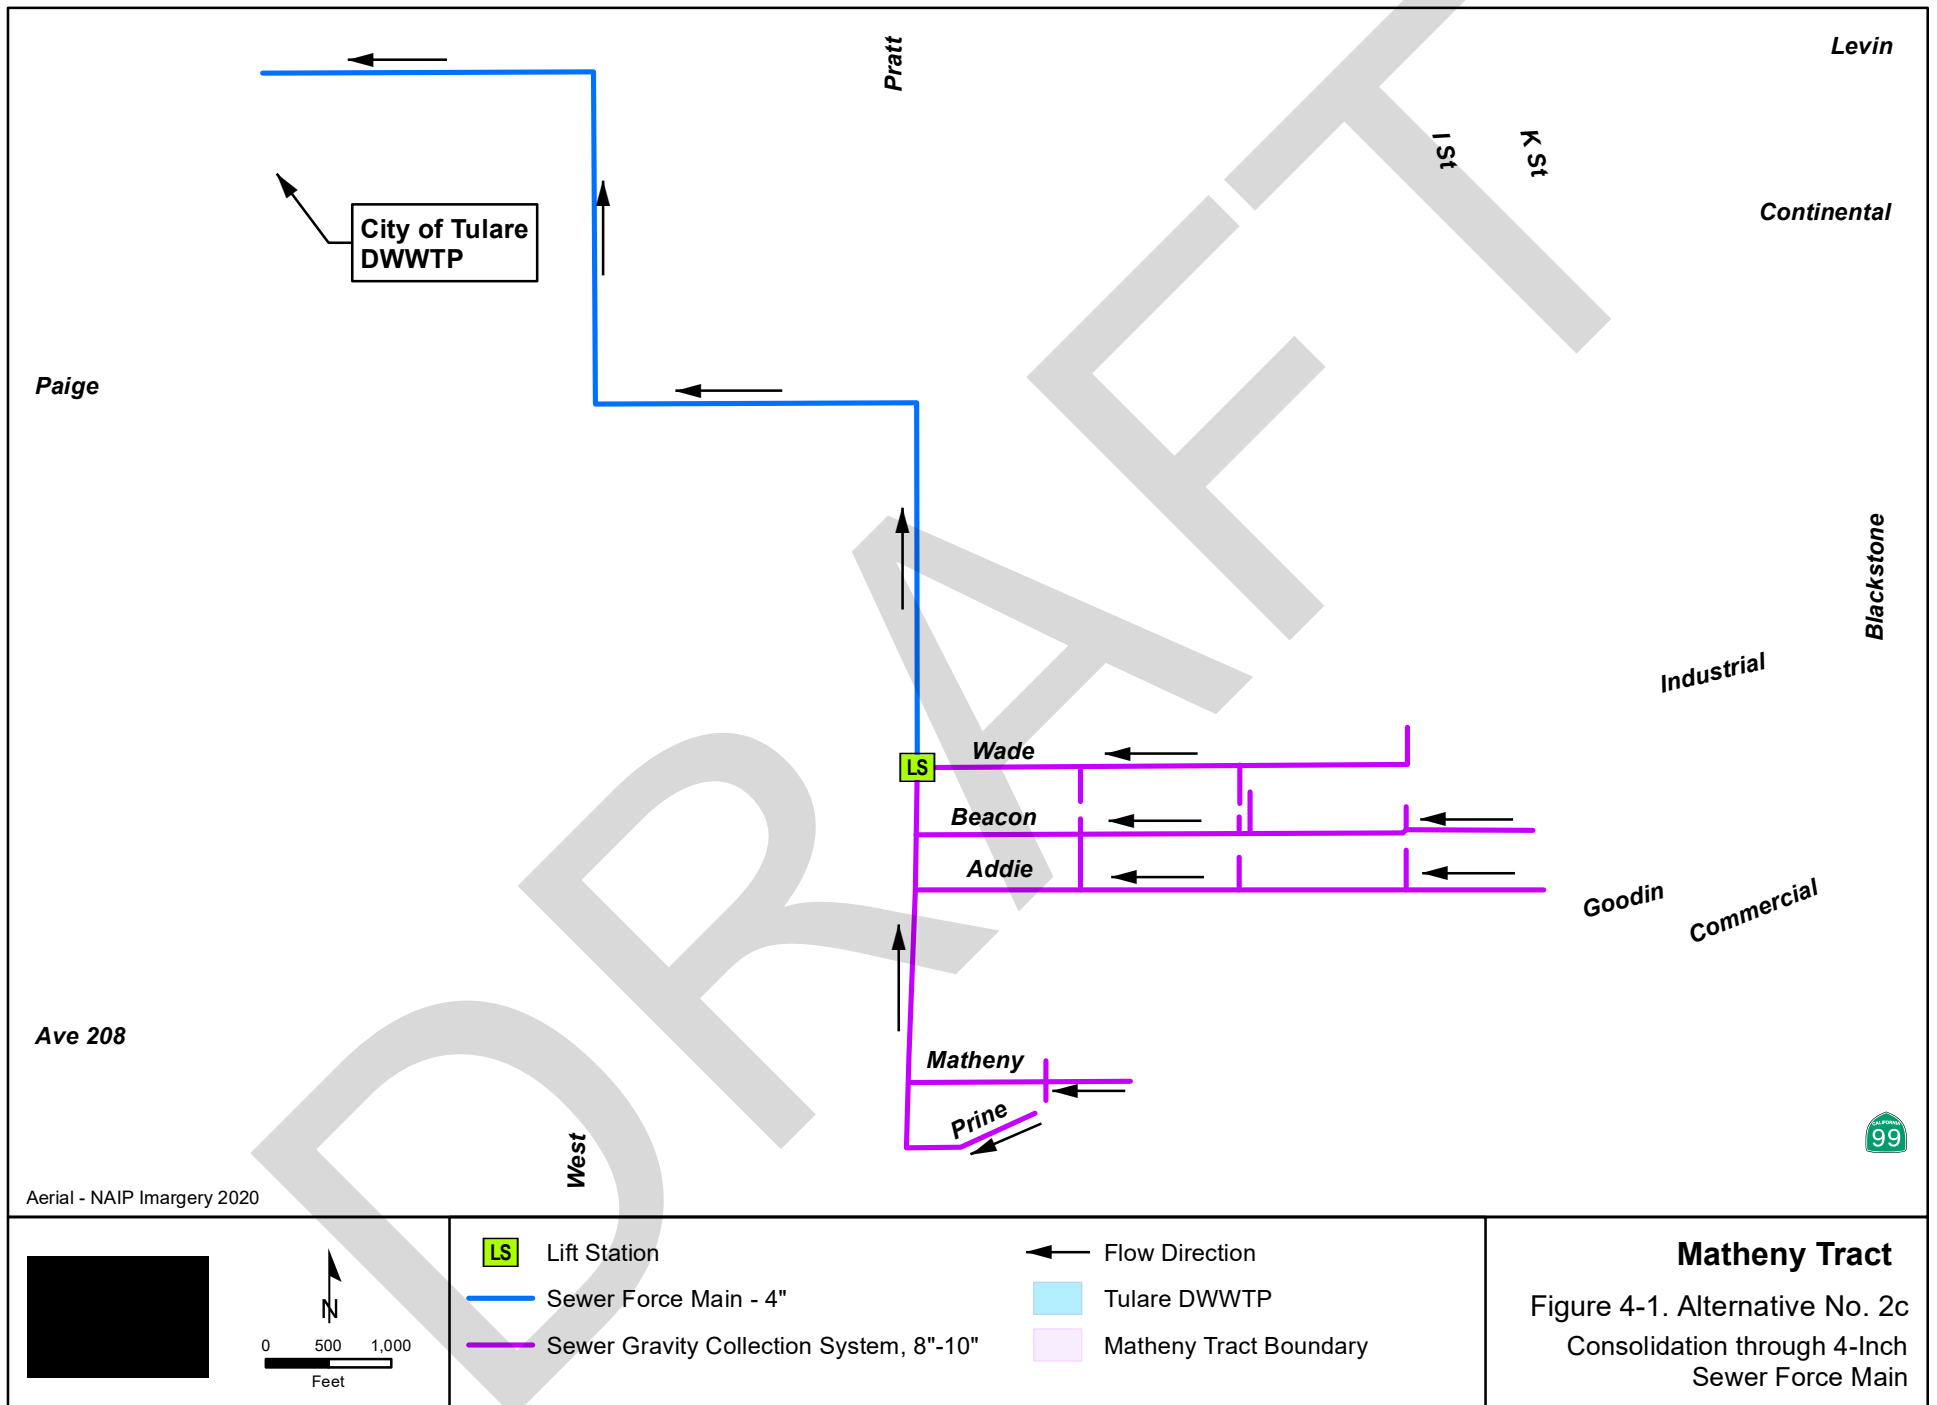 Levin
Pratt
I St
K St
Continental
City of Tulare
DWWTP
Paige
Blackstone
Industrial
Wade
LS
Beacon
Addie
Goodin
Commercial
Ave 208
Matheny
Prine
West
CALIFORNIA
99
DRAFT
Aerial - NAIP Imargery 2020
N
0 500 1,000
Feet
LS Lift Station
Sewer Force Main - 4"
Sewer Gravity Collection System, 8"-10"
Flow Direction
Tulare DWWTP
Matheny Tract Boundary
Matheny Tract
Figure 4-1. Alternative No. 2c
Consolidation through 4-Inch
Sewer Force Main